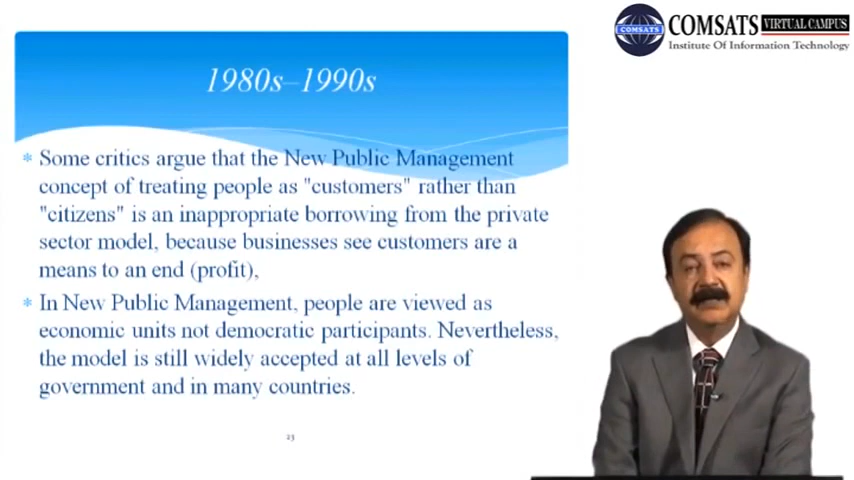 COMSATS VIRTUAL CAMPUS
COMSATS
Institute Of Information Technology
1980s–1990s
* Some critics argue that the New Public Management
concept of treating people as "customers" rather than
"citizens" is an inappropriate borrowing from the private
sector model, because businesses see customers are a
means to an end (profit),
* In New Public Management, people are viewed as
economic units not democratic participants. Nevertheless,
the model is still widely accepted at all levels of
government and in many countries.
23